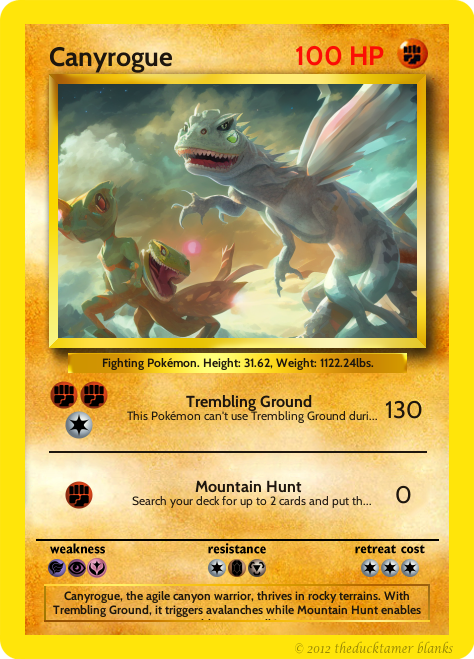 Canyrogue 100 HP
Fighting Pokémon. Height: 31.62, Weight: 1122.24lbs.
Trembling Ground
This Pokémon can't use Trembling Ground duri... 130
Mountain Hunt
Search your deck for up to 2 cards and put th... 0
weakness resistance retreat cost
Canyrogue, the agile canyon warrior, thrives in rocky terrains. With
Trembling Ground, it triggers avalanches while Mountain Hunt enables
© 2012 theducktamer blanks